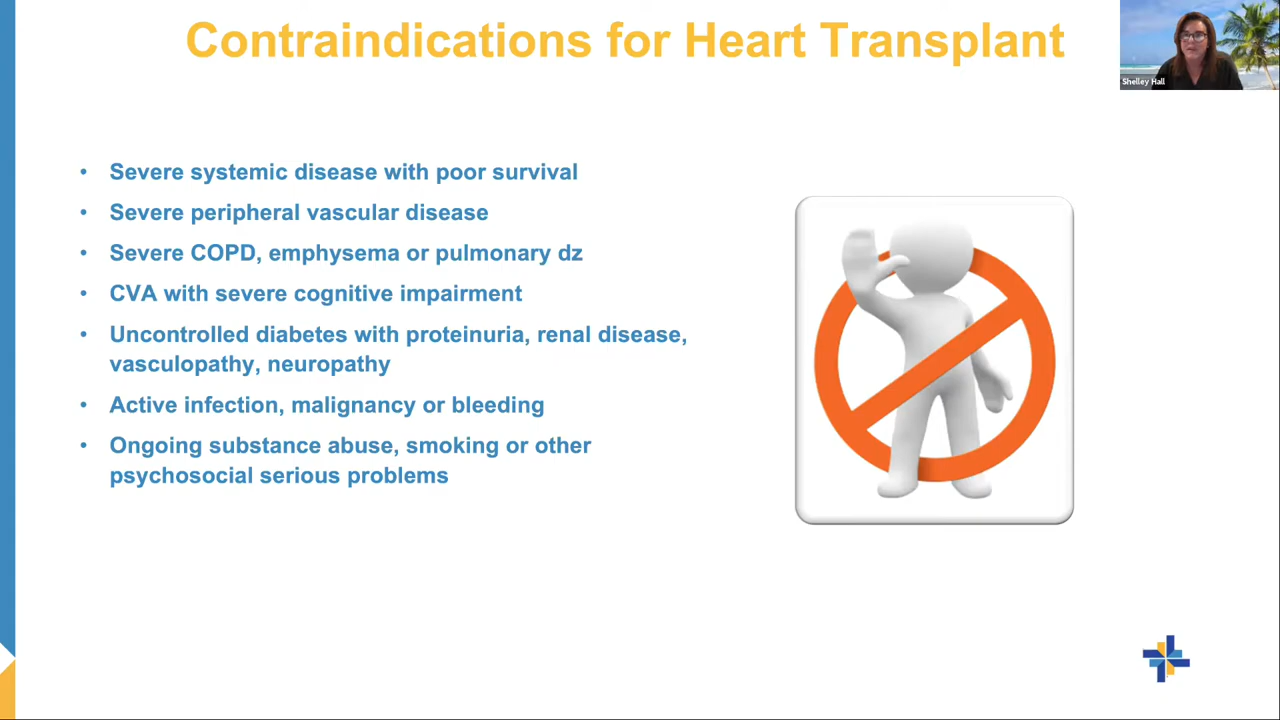 Contraindications for Heart Transplant
Shelley Hall
• Severe systemic disease with poor survival
• Severe peripheral vascular disease
• Severe COPD, emphysema or pulmonary dz
• CVA with severe cognitive impairment
• Uncontrolled diabetes with proteinuria, renal disease,
vasculopathy, neuropathy
• Active infection, malignancy or bleeding
• Ongoing substance abuse, smoking or other
psychosocial serious problems